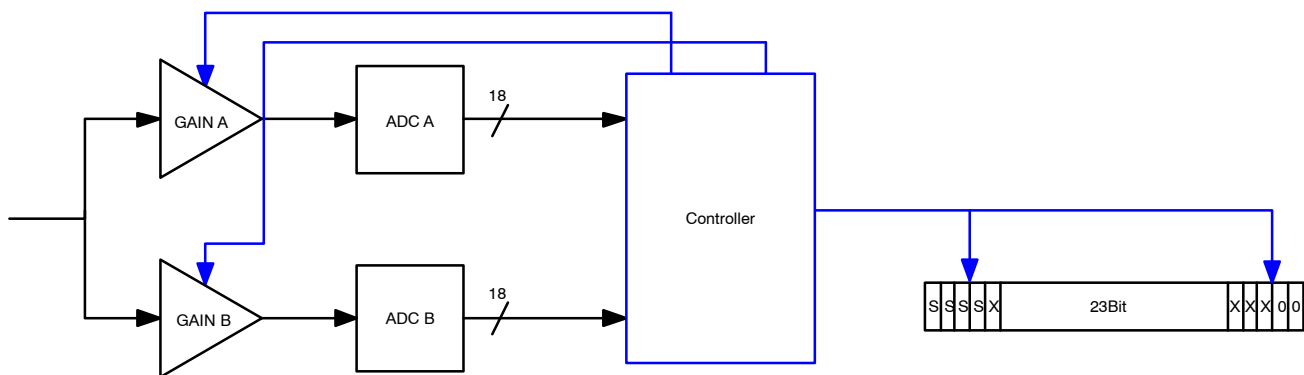 18
GAIN A
ADC A
Controller
S S S S X 23Bit X X X 0 0
18
GAIN B
ADC B